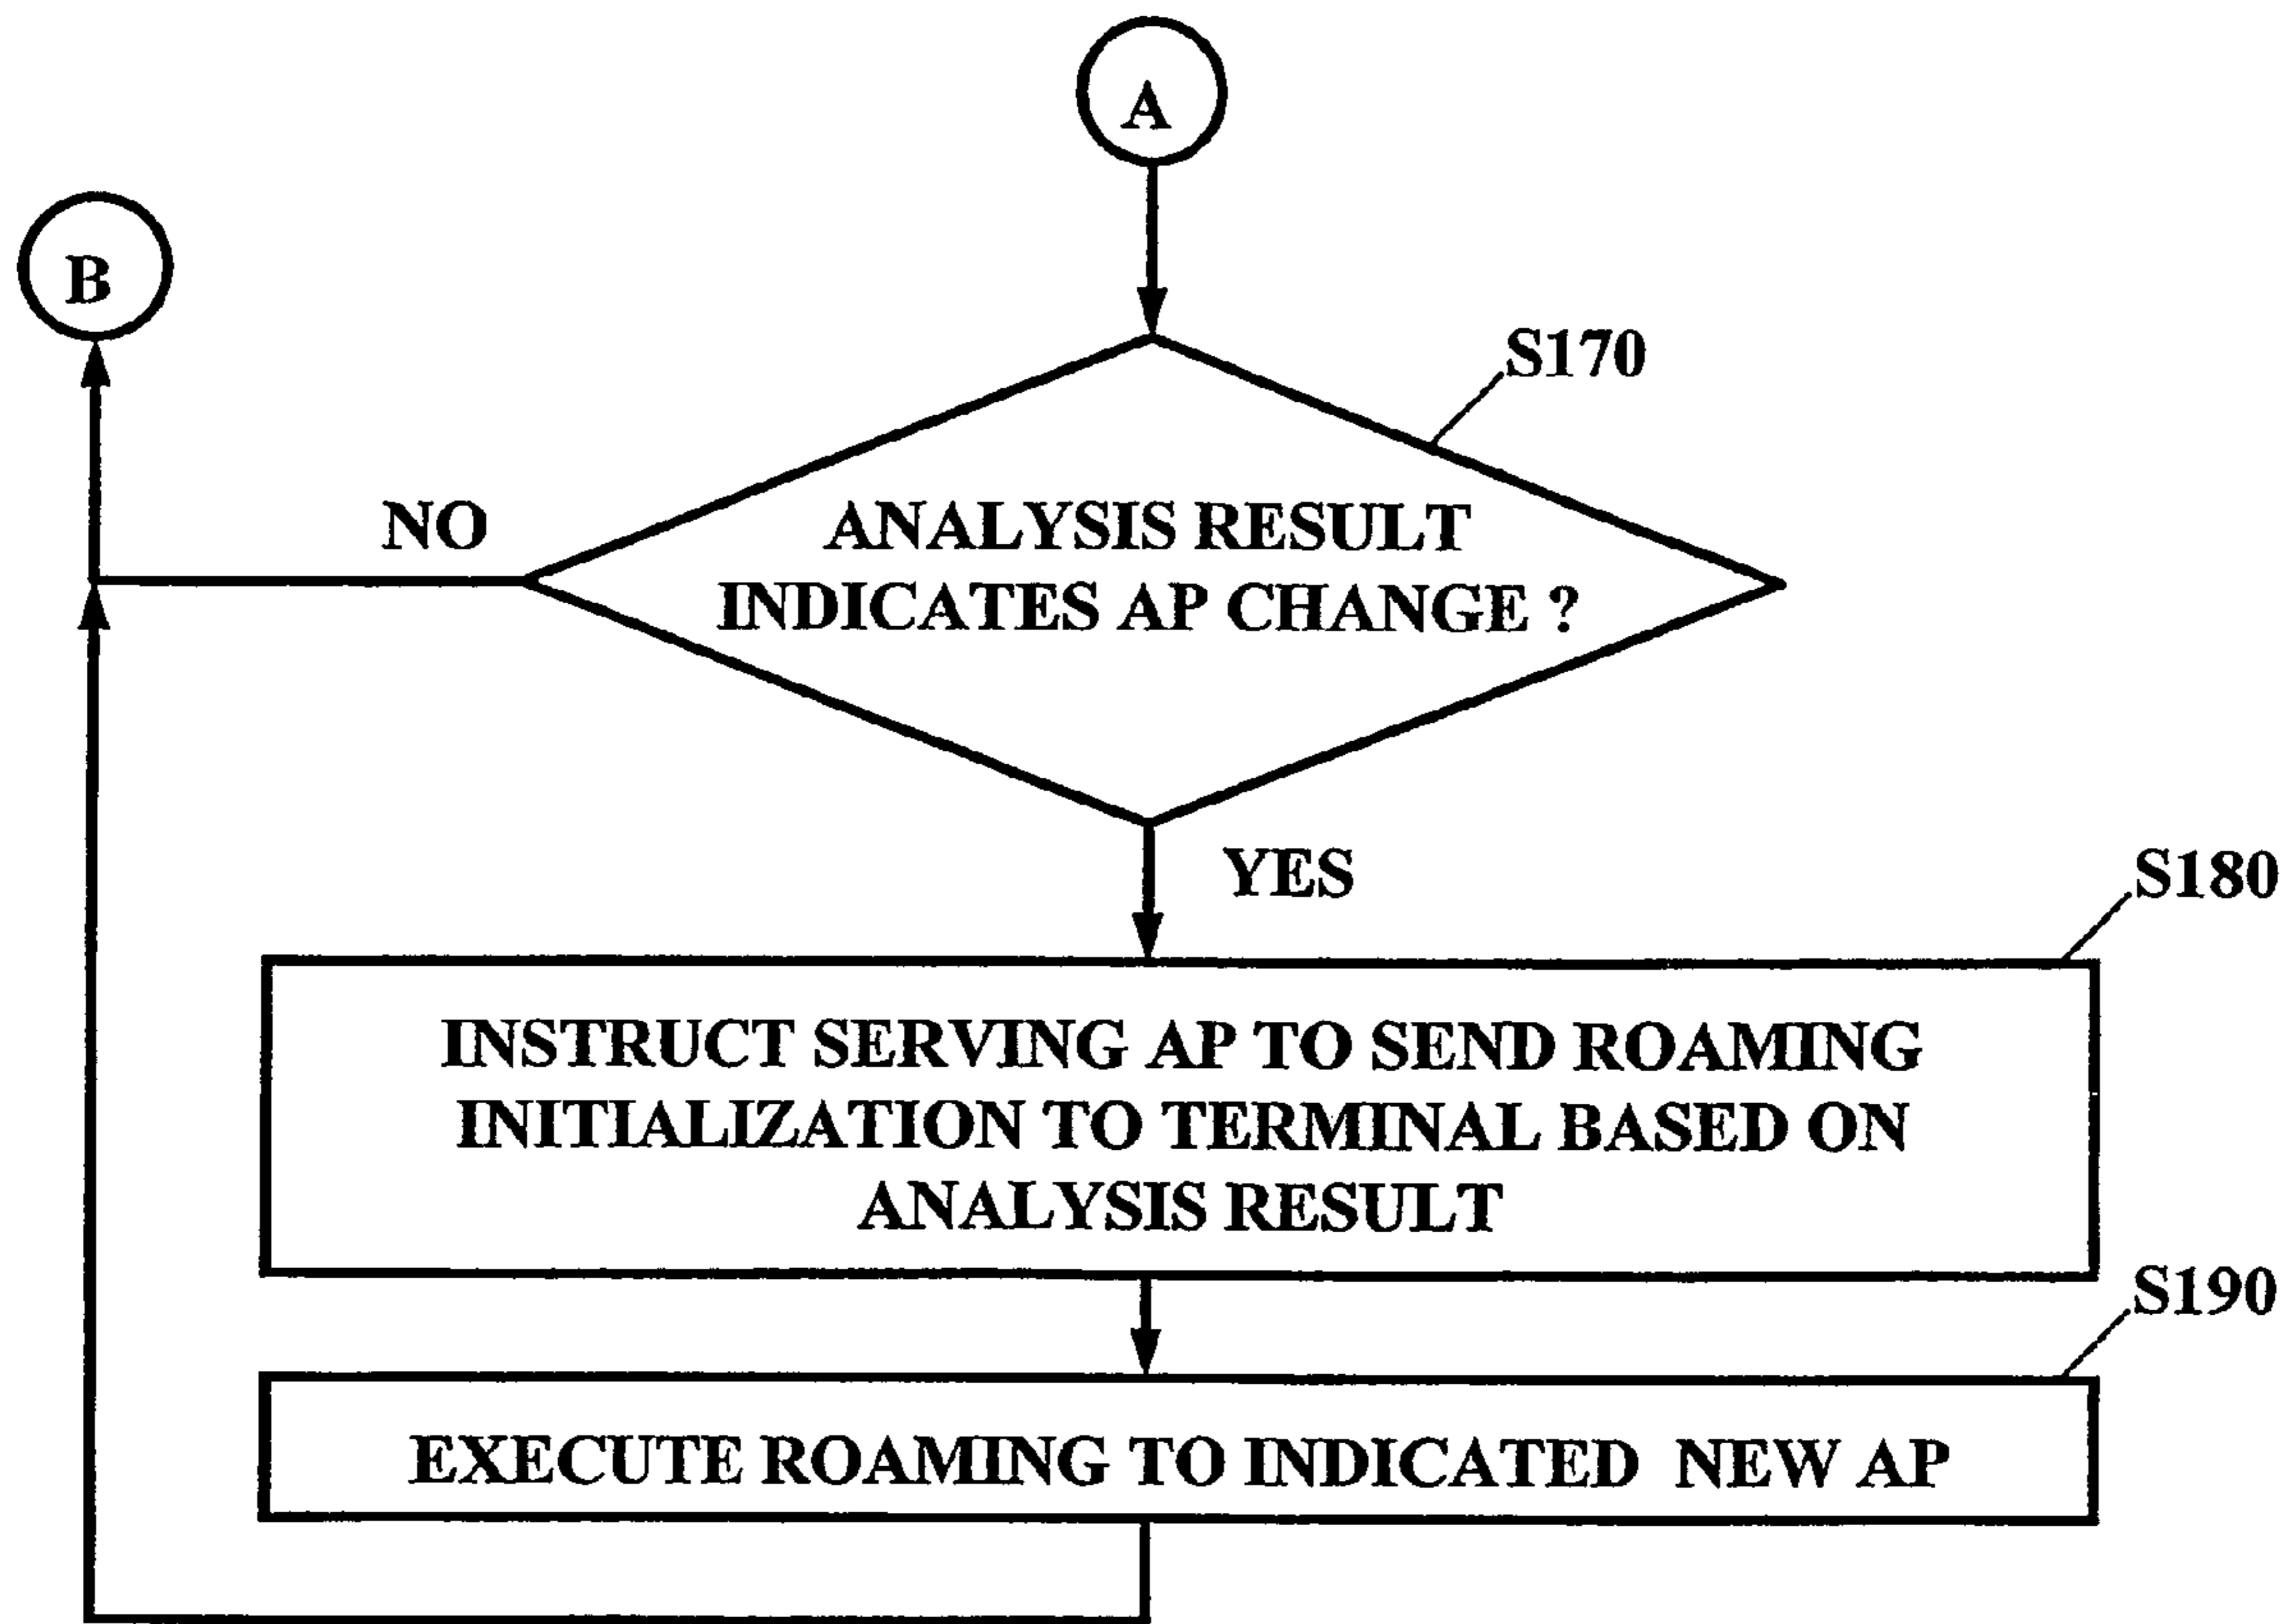 A
B
S170
NO
ANALYSIS RESULT
INDICATES AP CHANGE ?
YES
S180
INSTRUCT SERVING AP TO SEND ROAMING
INITIALIZATION TO TERMINAL BASED ON
ANALYSIS RESULT
S190
EXECUTE ROAMING TO INDICATED NEW AP